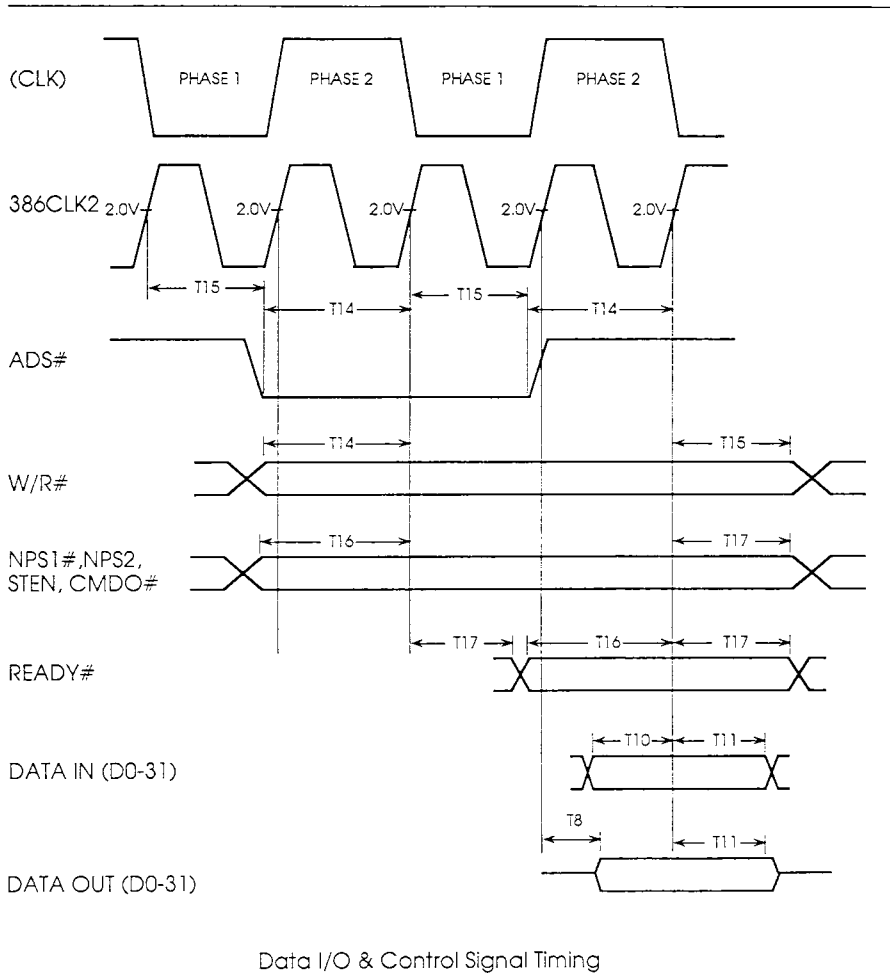 (CLK)
PHASE 1
PHASE 2
PHASE 1
PHASE 2
386CLK2
2.0V
2.0V
2.0V
2.0V
2.0V
T15
T15
T14
T14
ADS#
T14
T15
W/R#
T16
T17
NPS1#,NPS2,
STEN, CMDO#
T17
T16
T17
READY#
T10
T11
DATA IN (D0-31)
T8
T11
DATA OUT (D0-31)
Data I/O & Control Signal Timing